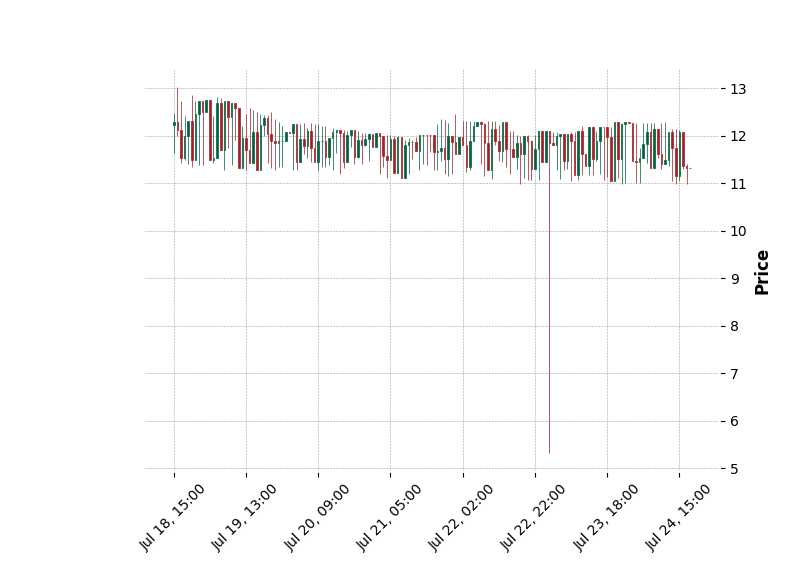 13
12
11
10
9
8
7
6
5
Price
Jul 18, 15:00
Jul 19, 13:00
Jul 20, 09:00
Jul 21, 05:00
Jul 22, 02:00
Jul 22, 22:00
Jul 23, 18:00
Jul 24, 15:00